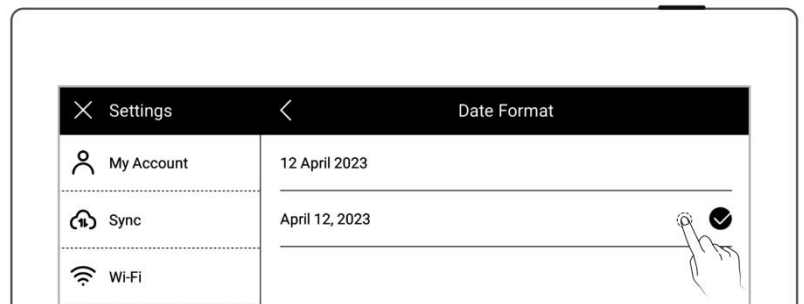 Settings
Date Format
My Account
12 April 2023
Sync
April 12, 2023
Wi-Fi